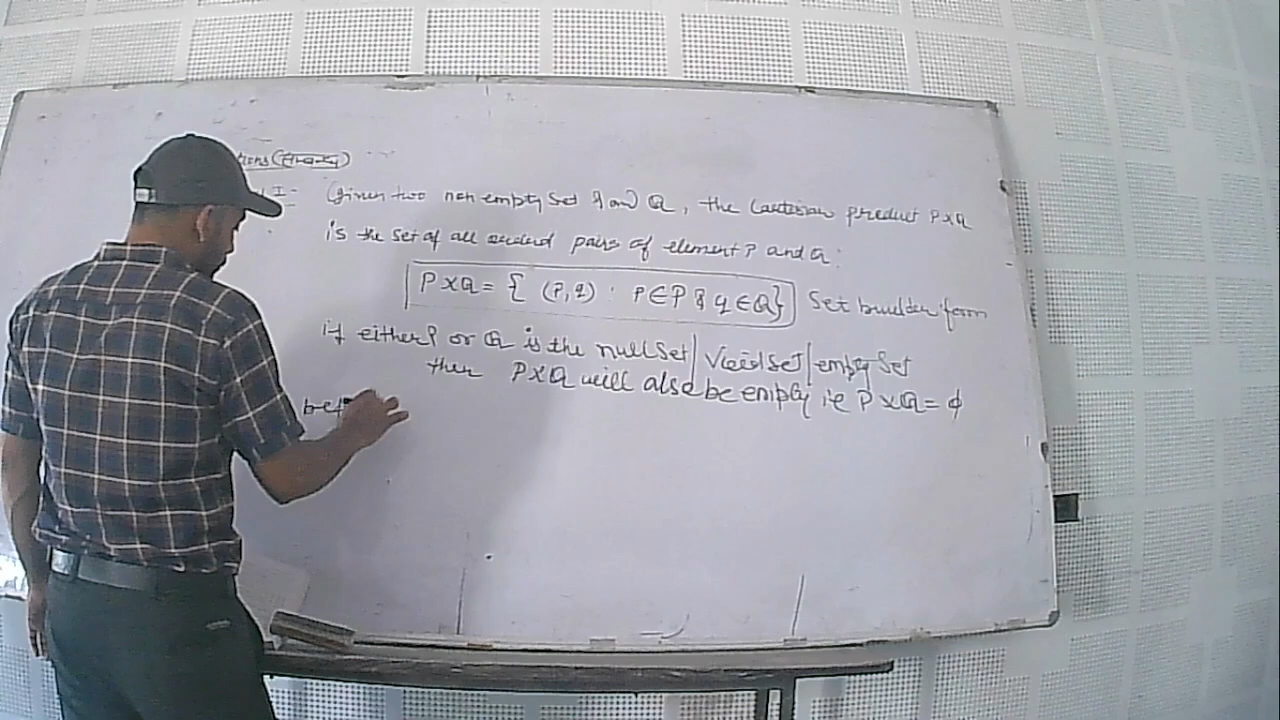 I :- Given two non empty Set P and Q, the Cartesian product P×Q
is the set of all ordered pairs of element P and Q:
P×Q = { (P, q) : P∈P & q∈Q} Set builder form
if either P or Q is the null Set | Void Set | empty Set
then P×Q will also be empty ie P×Q = ϕ